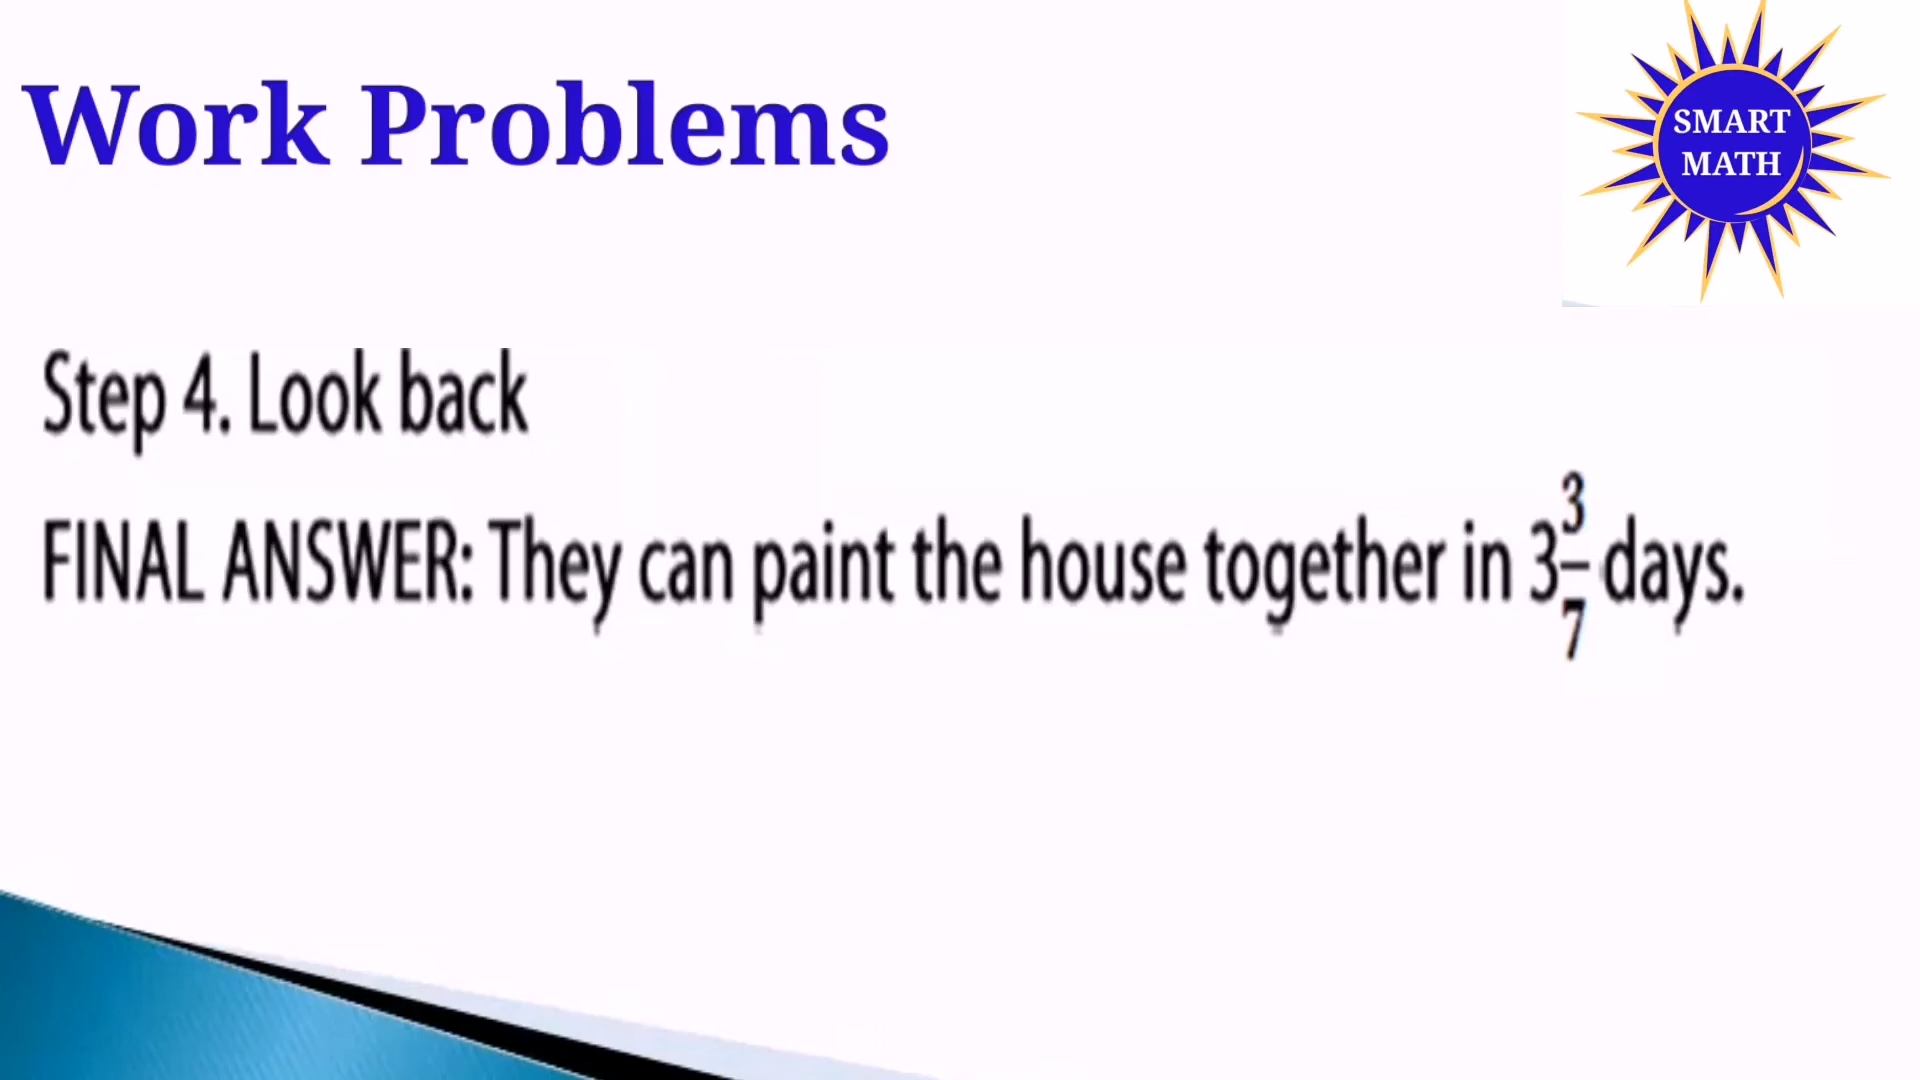 Work Problems
SMART
MATH
Step 4. Look back
FINAL ANSWER: They can paint the house together in 3 3/7 days.